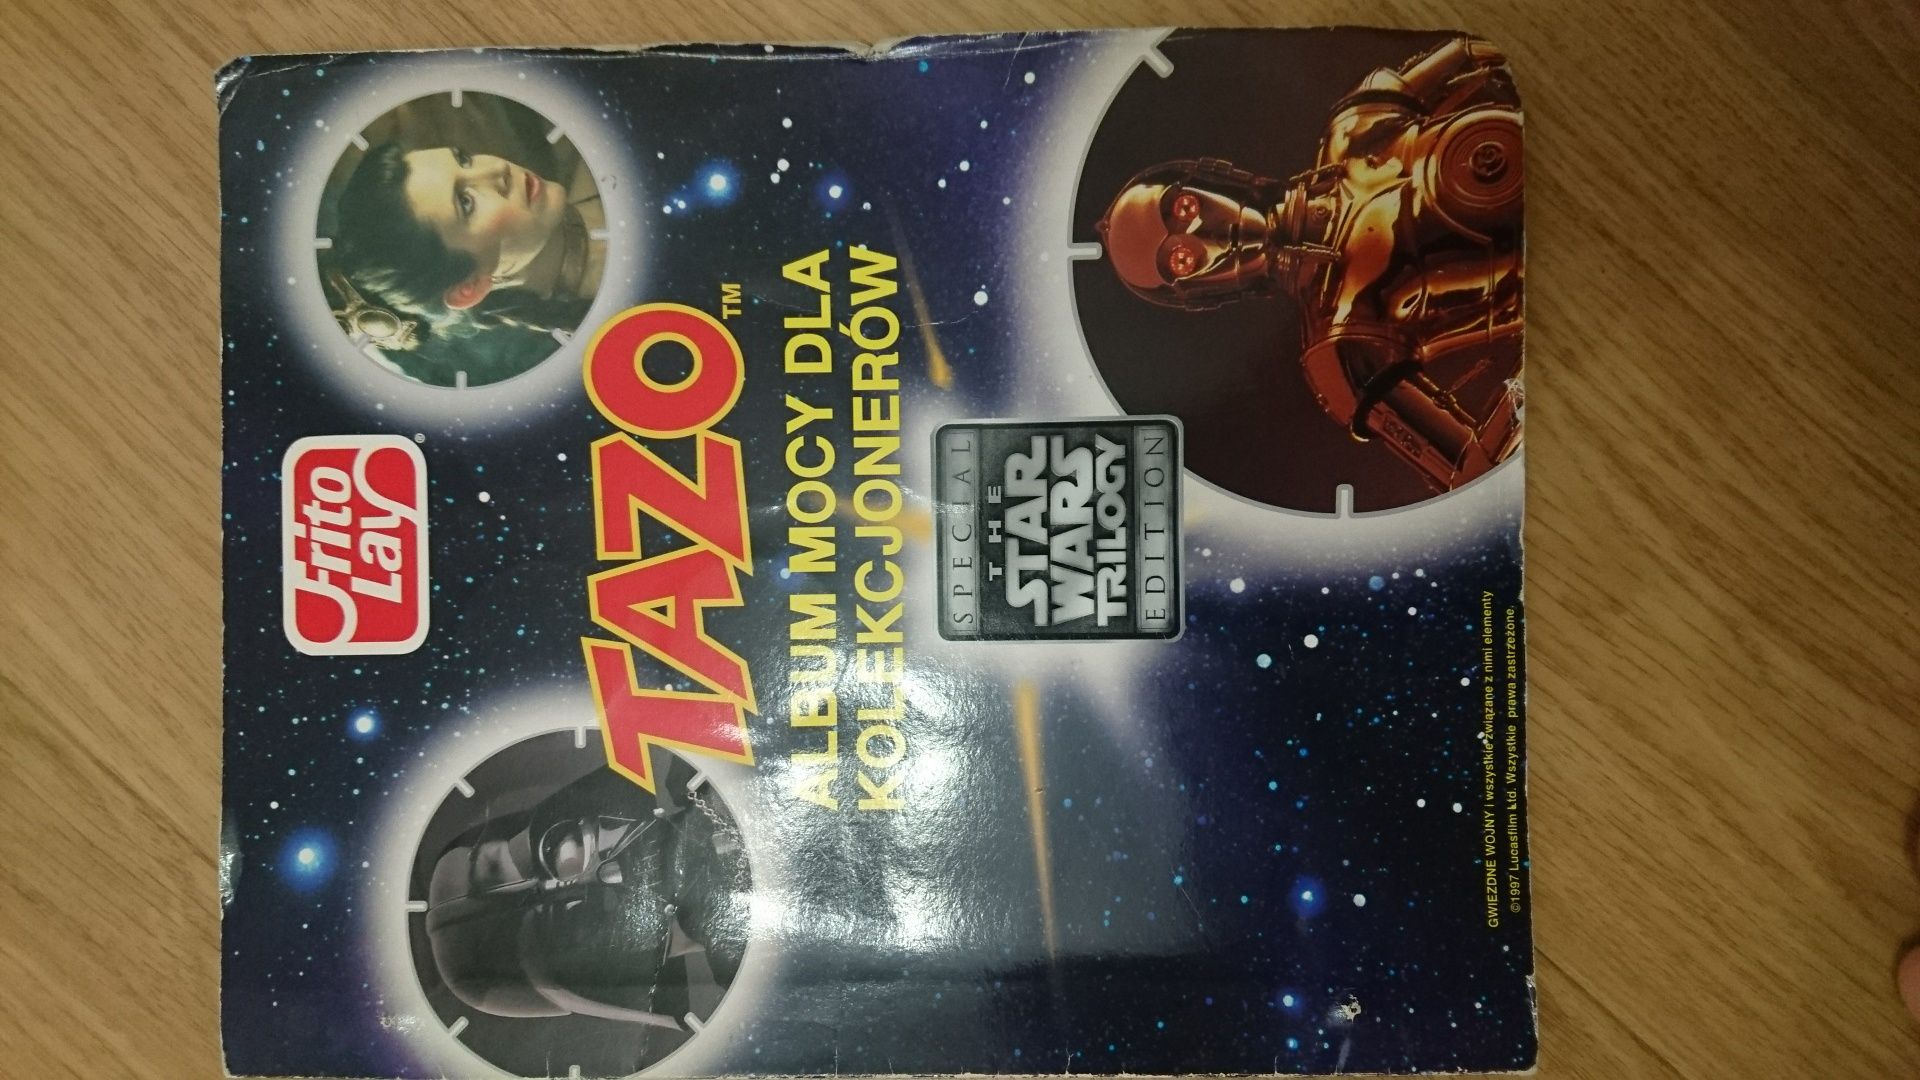 Frito
Lay®
TAZO™
ALBUM MOCY DLA
KOLEKCJONERÓW
SPECIAL
THE
STAR
WARS
TRILOGY
EDITION
GWIEZDNE WOJNY i wszystkie związane z nimi elementy
©1997 Lucasfilm Ltd. Wszystkie prawa zastrzeżone.